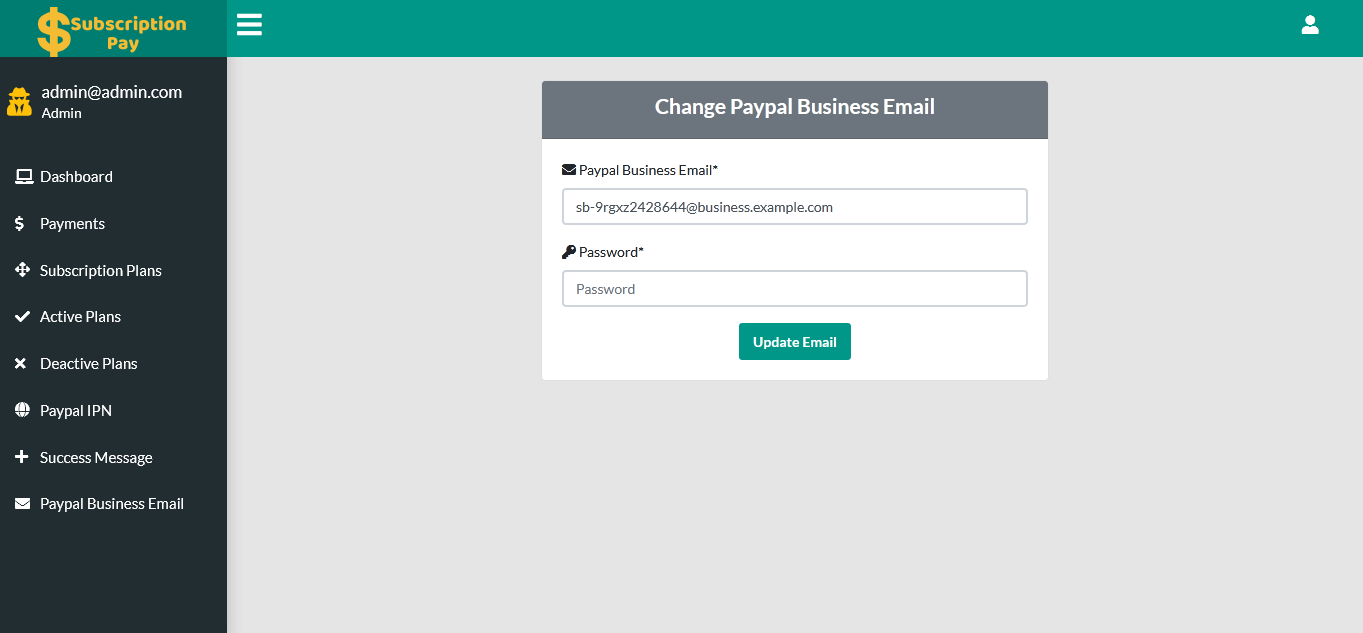 Subscription
Pay
admin@admin.com
Admin
Dashboard
Payments
Subscription Plans
Active Plans
Deactive Plans
Paypal IPN
Success Message
Paypal Business Email
Change Paypal Business Email
Paypal Business Email*
sb-9rgxz2428644@business.example.com
Password*
Password
Update Email